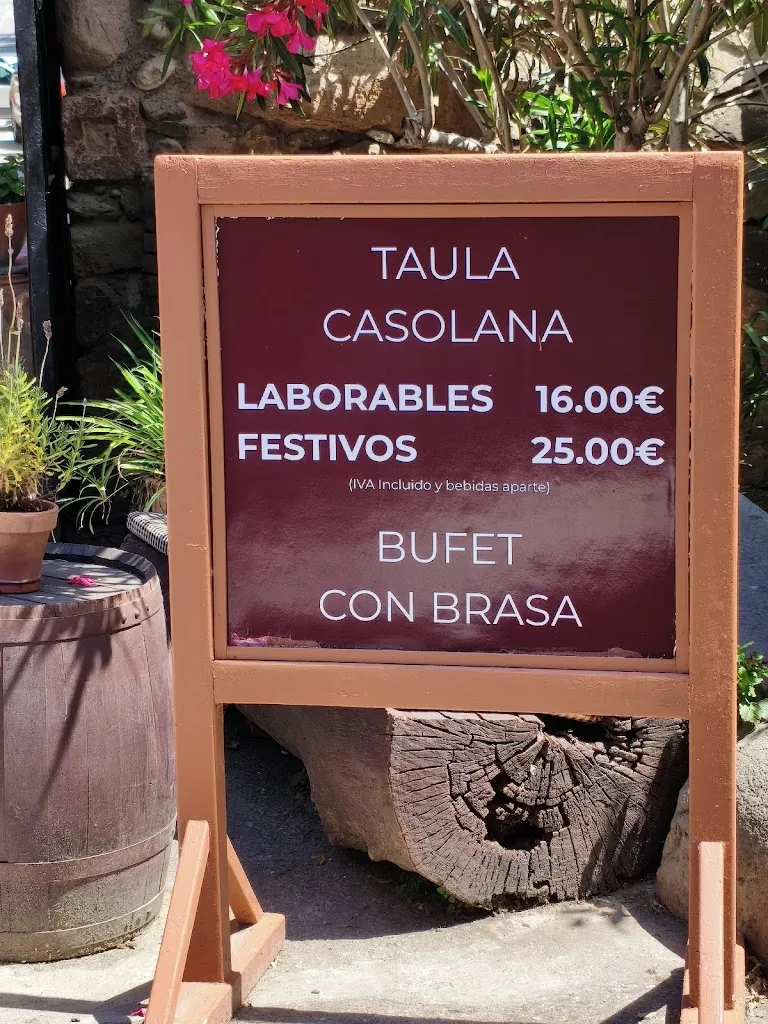 TAULA
CASOLANA
LABORABLES 16.00€
FESTIVOS 25.00€
(IVA Incluido y bebidas aparte)
BUFET
CON BRASA